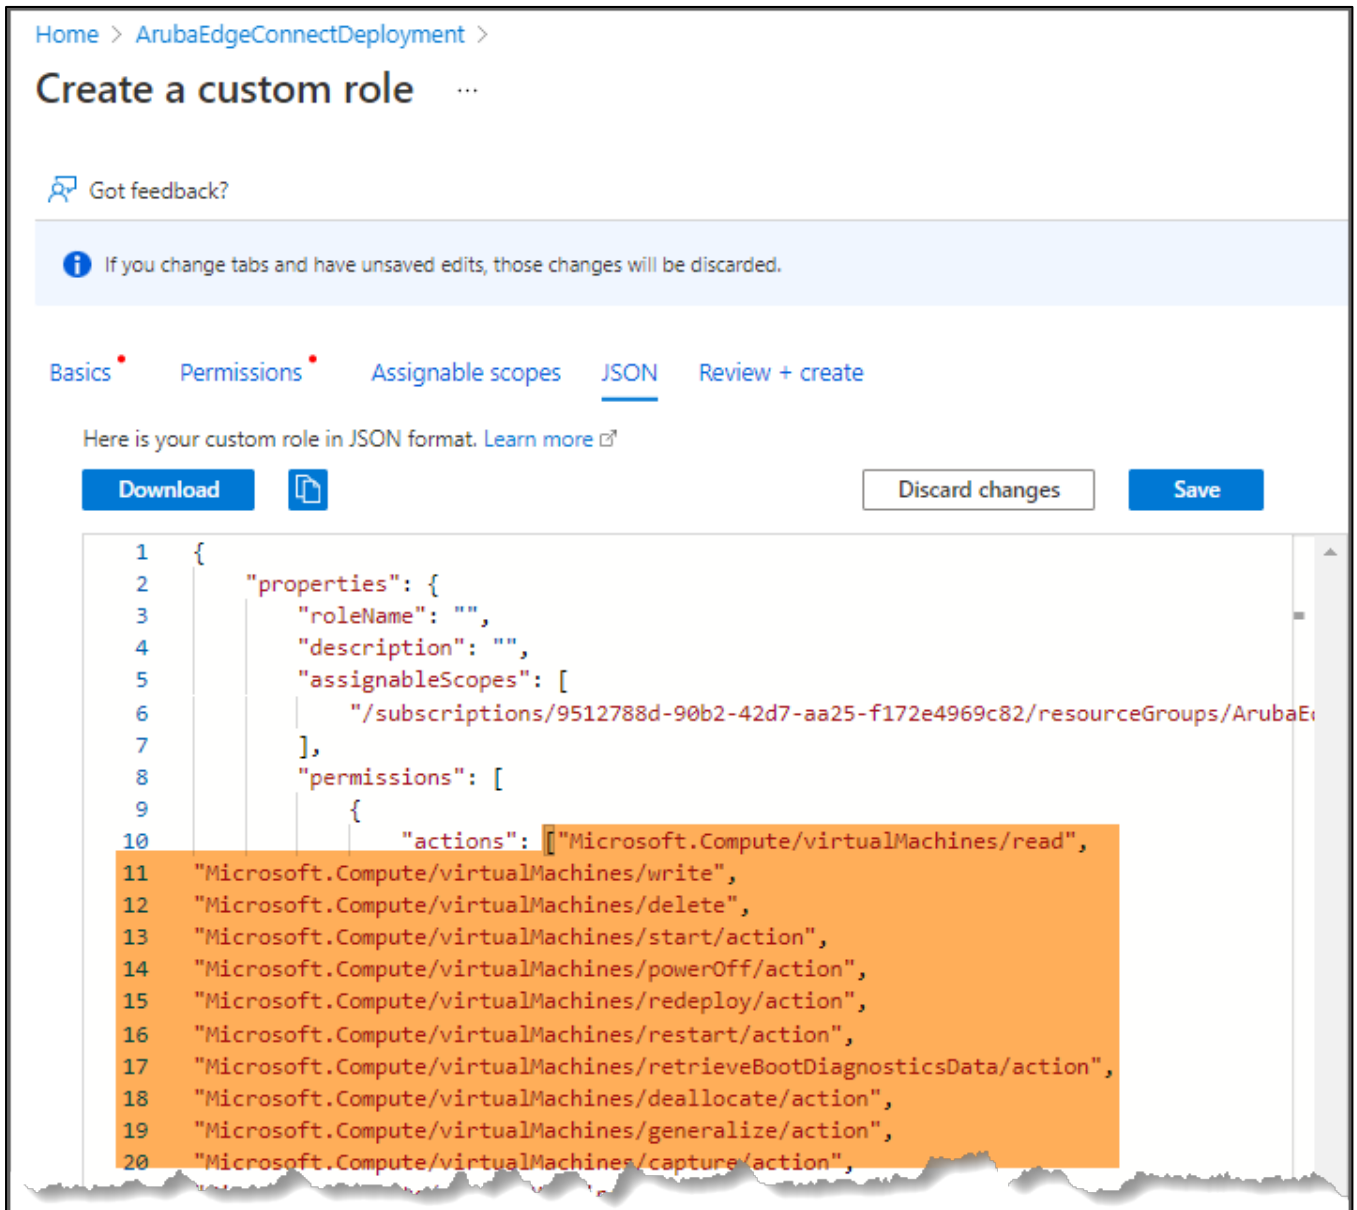 Home > ArubaEdgeConnectDeployment >
Create a custom role ...
Got feedback?
If you change tabs and have unsaved edits, those changes will be discarded.
Basics Permissions Assignable scopes JSON Review + create
Here is your custom role in JSON format. Learn more
Download Discard changes Save
1 {
2 "properties": {
3 "roleName": "",
4 "description": "",
5 "assignableScopes": [
6 "/subscriptions/9512788d-90b2-42d7-aa25-f172e4969c82/resourceGroups/ArubaEc
7 ],
8 "permissions": [
9 {
10 "actions": ["Microsoft.Compute/virtualMachines/read",
11 "Microsoft.Compute/virtualMachines/write",
12 "Microsoft.Compute/virtualMachines/delete",
13 "Microsoft.Compute/virtualMachines/start/action",
14 "Microsoft.Compute/virtualMachines/powerOff/action",
15 "Microsoft.Compute/virtualMachines/redeploy/action",
16 "Microsoft.Compute/virtualMachines/restart/action",
17 "Microsoft.Compute/virtualMachines/retrieveBootDiagnosticsData/action",
18 "Microsoft.Compute/virtualMachines/deallocate/action",
19 "Microsoft.Compute/virtualMachines/generalize/action",
20 "Microsoft.Compute/virtualMachines/capture/action",